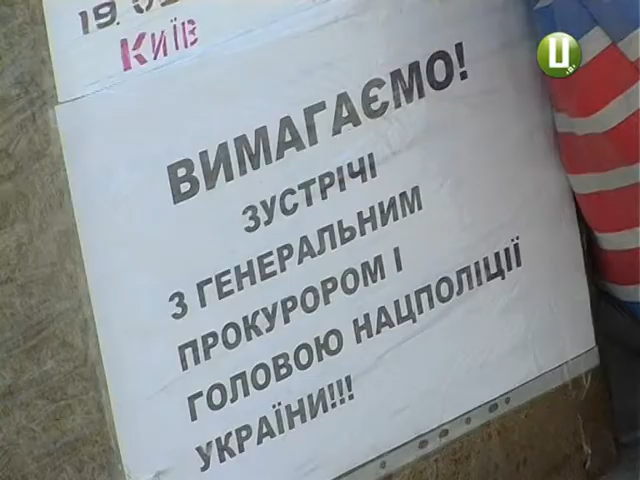 КИЇВ
ВИМАГАЄМО!
ЗУСТРІЧІ
З ГЕНЕРАЛЬНИМ
ПРОКУРОРОМ І
ГОЛОВОЮ НАЦПОЛІЦІЇ
УКРАЇНИ!!!
Ц